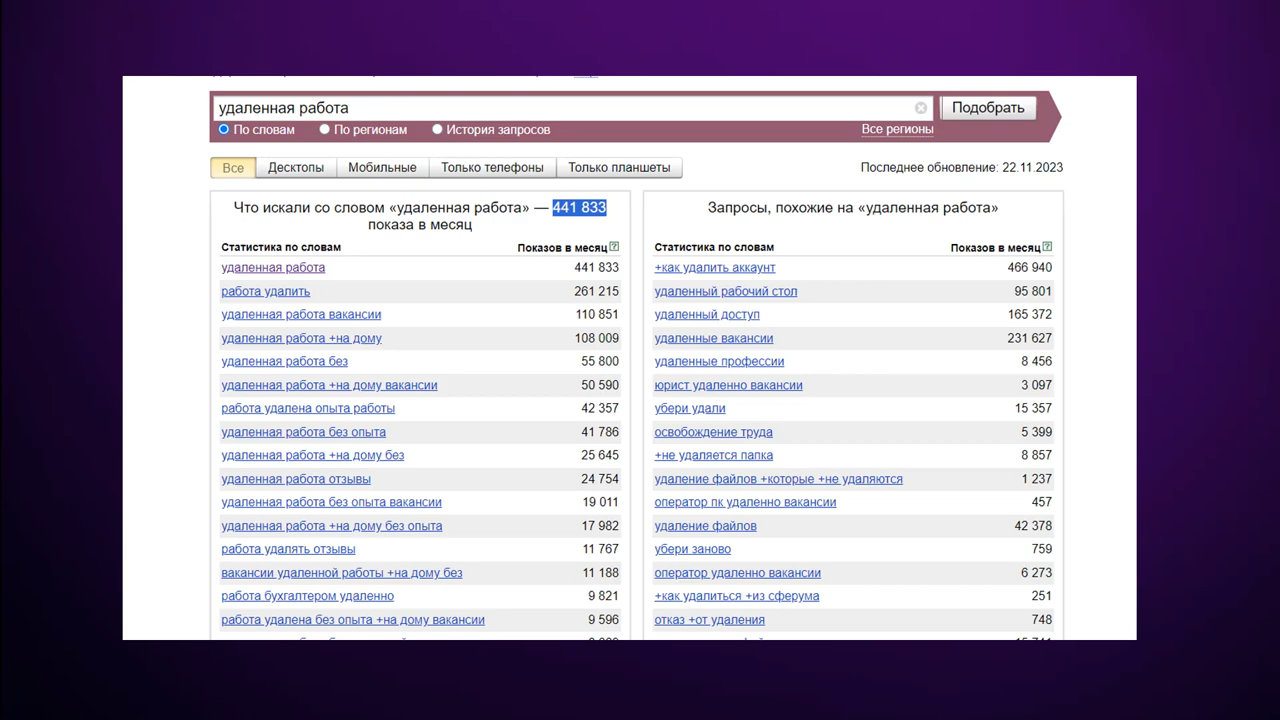 удаленная работа
Подобрать
По словам
По регионам
История запросов
Все регионы
Все
Десктопы
Мобильные
Только телефоны
Только планшеты
Последнее обновление: 22.11.2023
Что искали со словом «удаленная работа» — 441 833
показа в месяц
Статистика по словам Показов в месяц ?
удаленная работа 441 833
работа удалить 261 215
удаленная работа вакансии 110 851
удаленная работа +на дому 108 009
удаленная работа без 55 800
удаленная работа +на дому вакансии 50 590
работа удалена опыта работы 42 357
удаленная работа без опыта 41 786
удаленная работа +на дому без 25 645
удаленная работа отзывы 24 754
удаленная работа без опыта вакансии 19 011
удаленная работа +на дому без опыта 17 982
работа удалять отзывы 11 767
вакансии удаленной работы +на дому без 11 188
работа бухгалтером удаленно 9 821
работа удалена без опыта +на дому вакансии 9 596
Запросы, похожие на «удаленная работа»
Статистика по словам Показов в месяц ?
+как удалить аккаунт 466 940
удаленный рабочий стол 95 801
удаленный доступ 165 372
удаленные вакансии 231 627
удаленные профессии 8 456
юрист удаленно вакансии 3 097
убери удали 15 357
освобождение труда 5 399
+не удаляется папка 8 857
удаление файлов +которые +не удаляются 1 237
оператор пк удаленно вакансии 457
удаление файлов 42 378
убери заново 759
оператор удаленно вакансии 6 273
+как удалиться +из сферума 251
отказ +от удаления 748